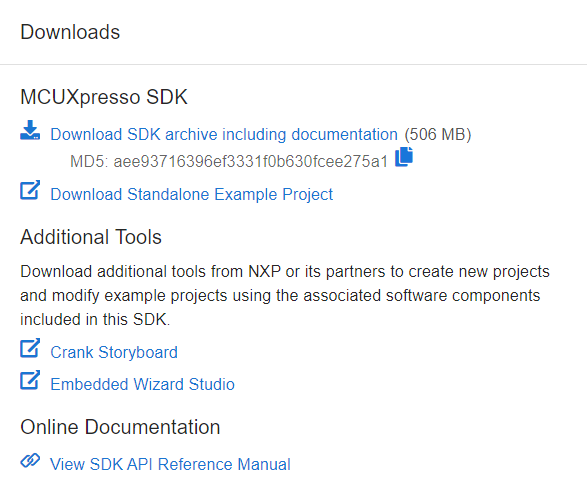 Downloads
MCUXpresso SDK
Download SDK archive including documentation (506 MB)
MD5: aee93716396ef3331f0b630fcee275a1
Download Standalone Example Project
Additional Tools
Download additional tools from NXP or its partners to create new projects
and modify example projects using the associated software components
included in this SDK.
Crank Storyboard
Embedded Wizard Studio
Online Documentation
View SDK API Reference Manual